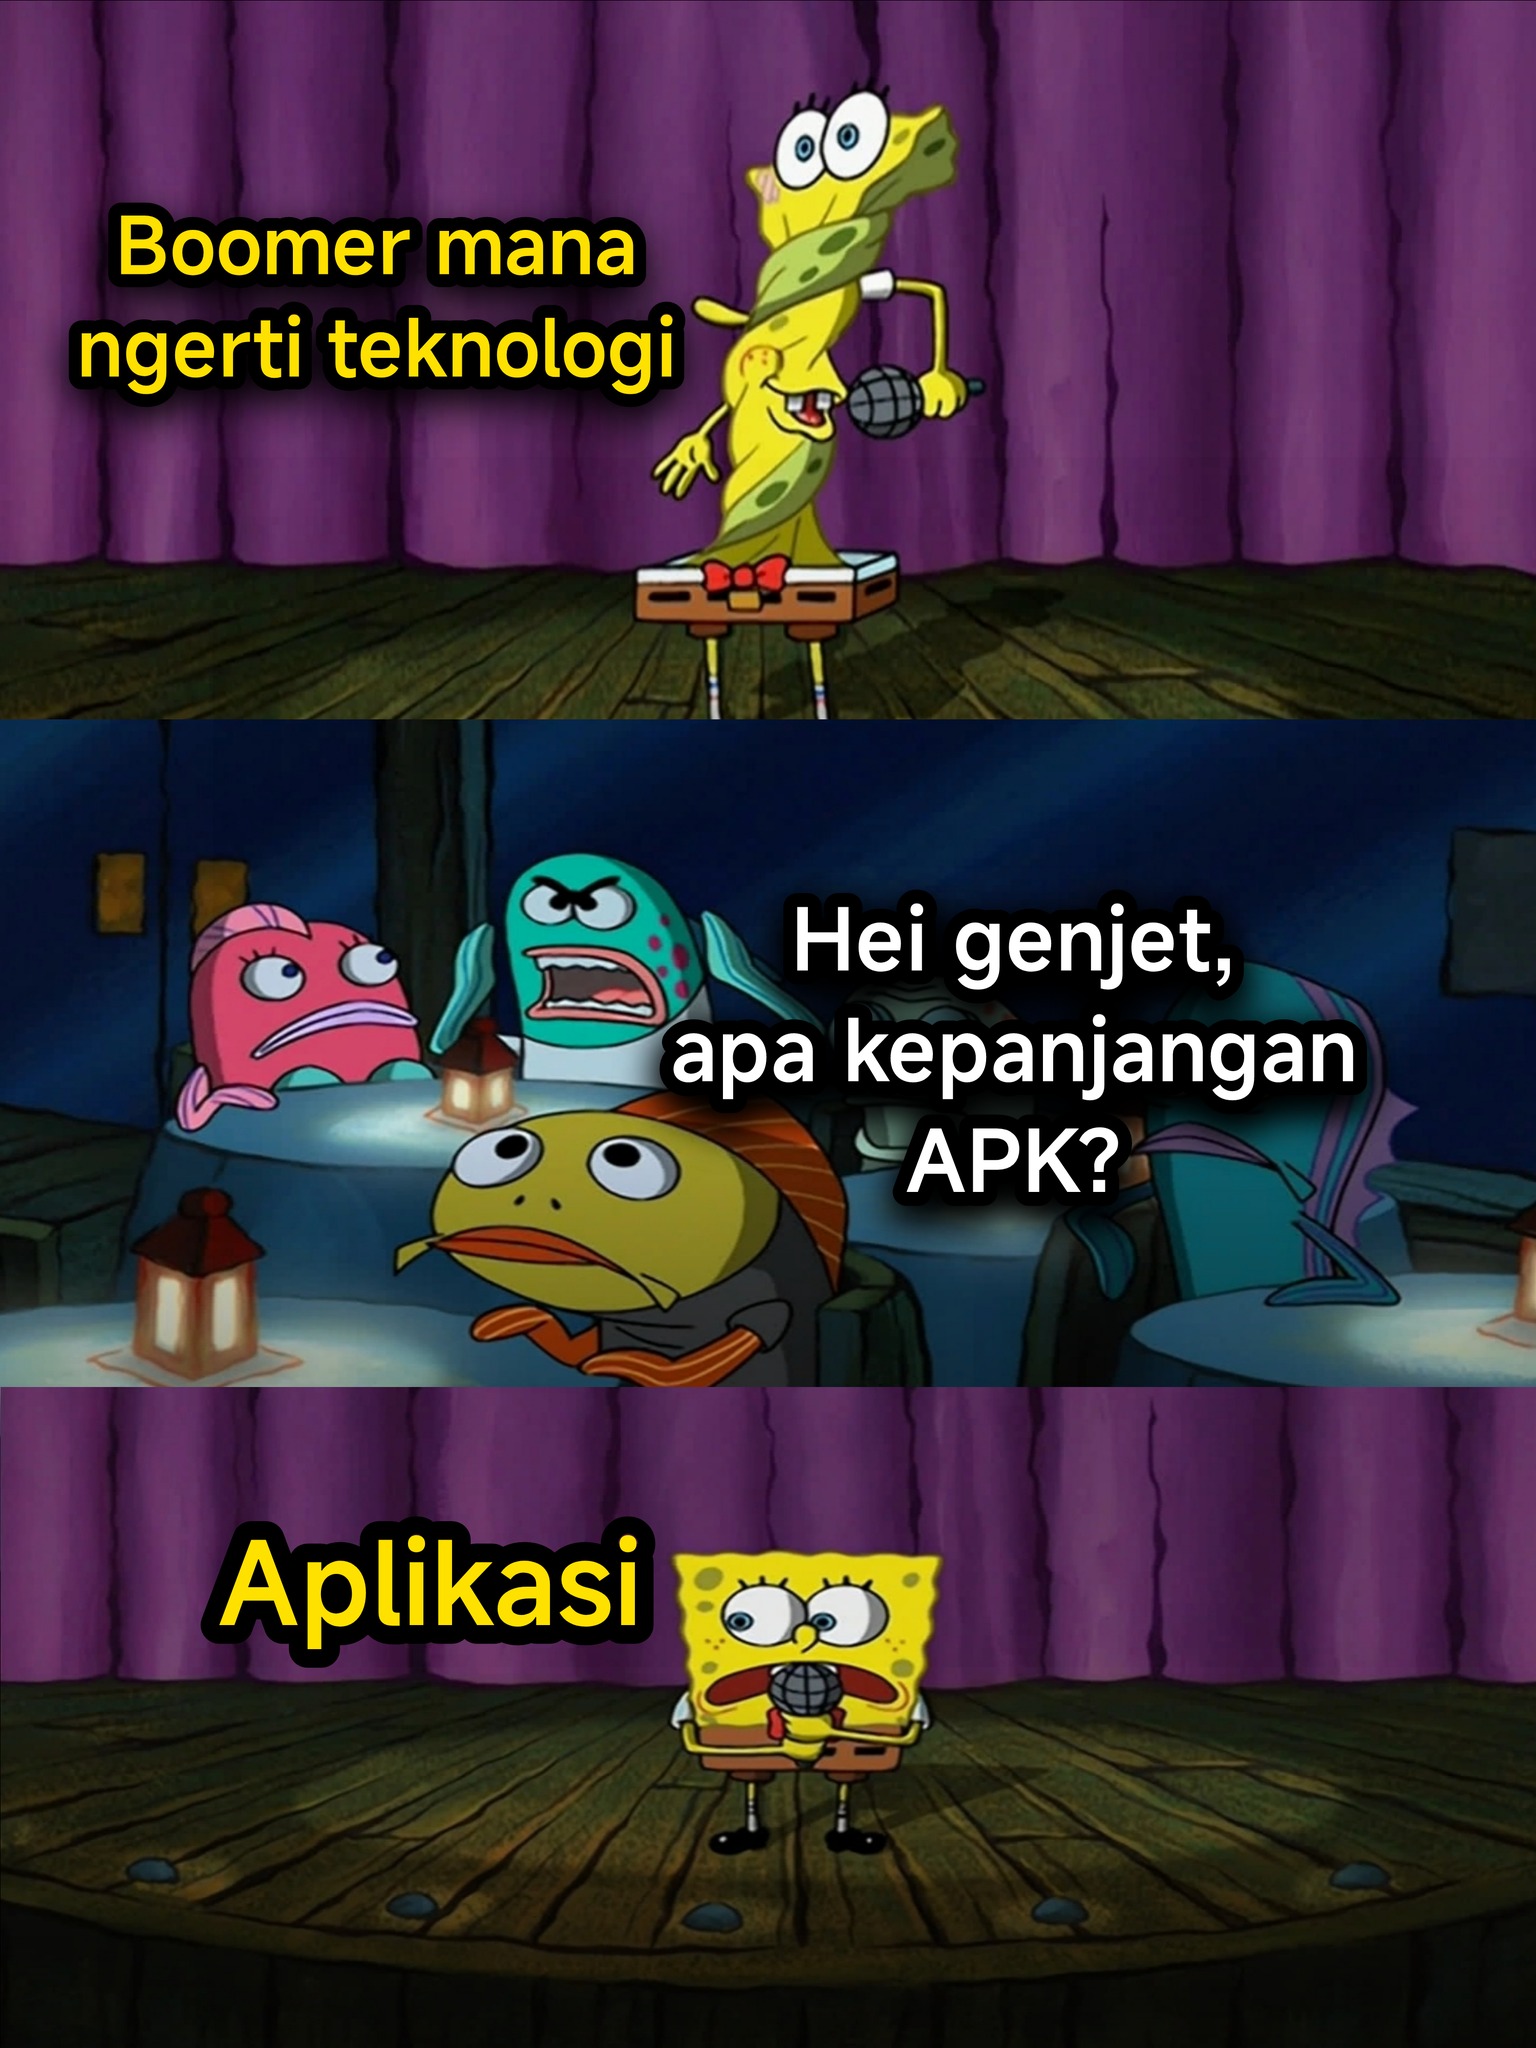 Boomer mana
ngerti teknologi
Hei genjet,
apa kepanjangan
APK?
Aplikasi